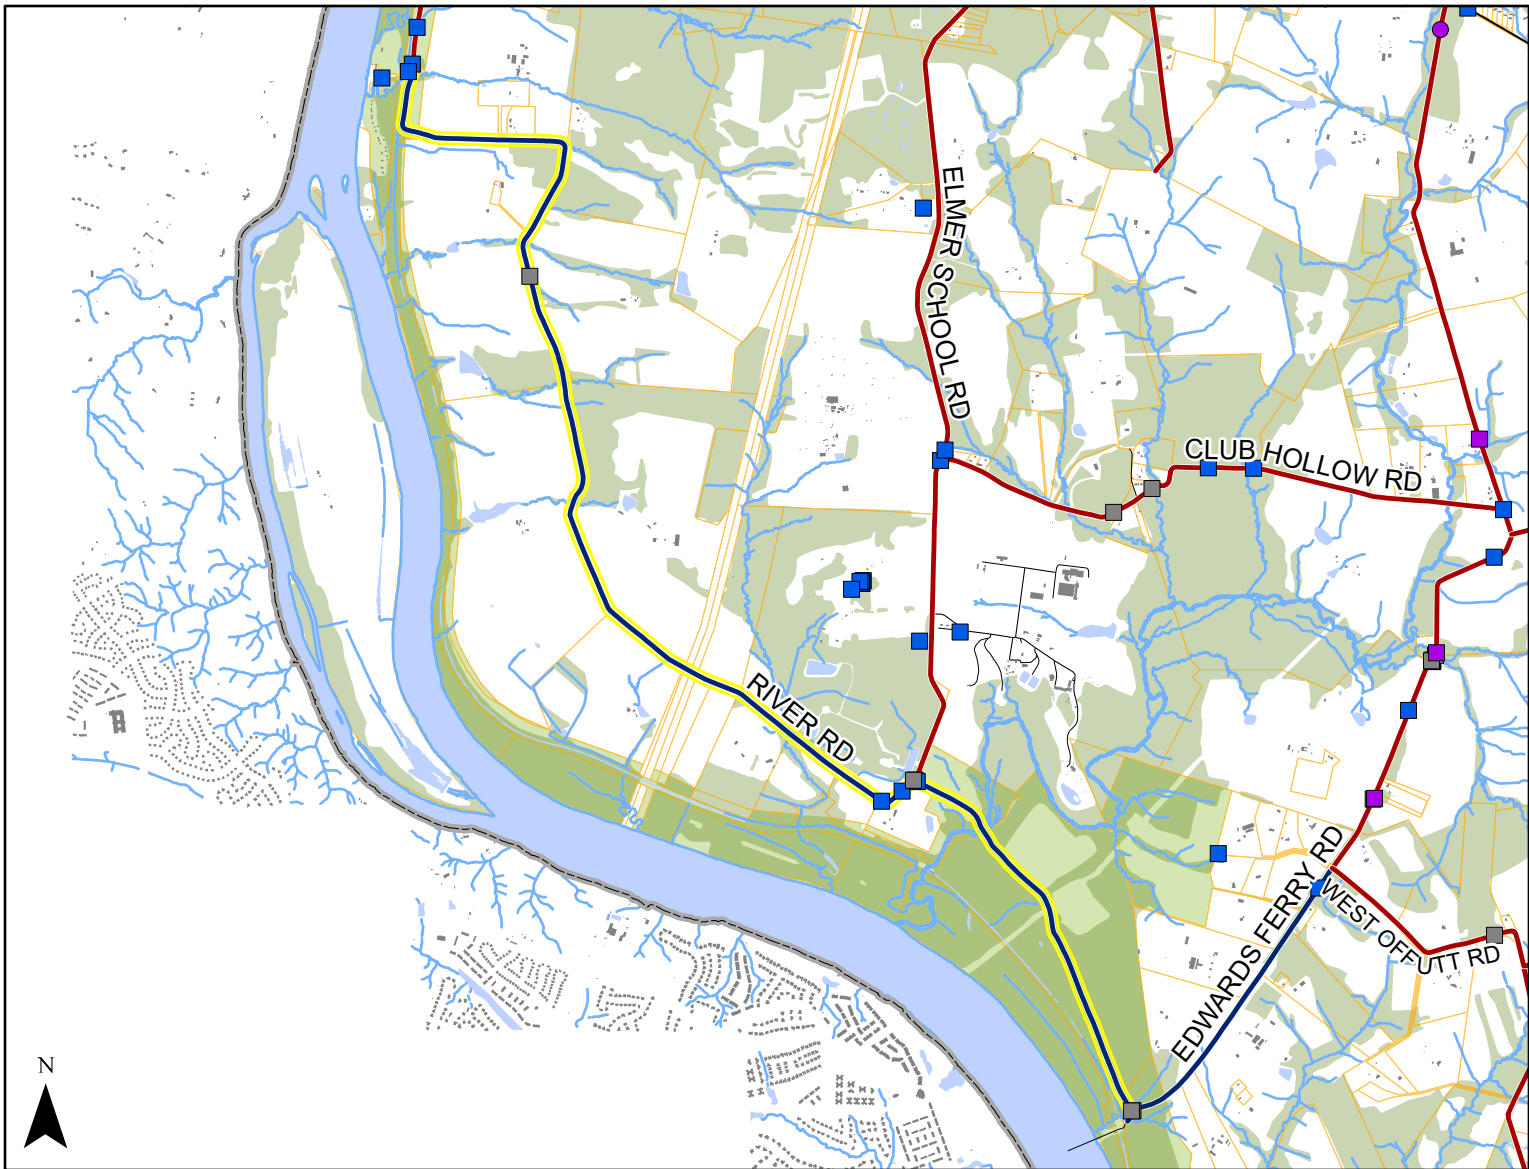 ELMER SCHOOL RD
CLUB HOLLOW RD
RIVER RD
EDWARDS FERRY RD
WEST OFFUTT RD
N